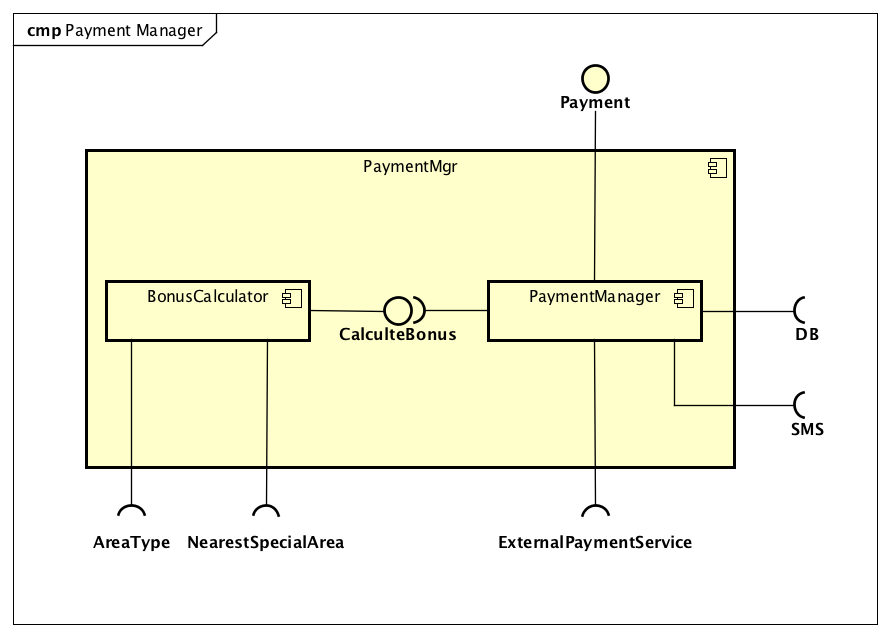 cmp Payment Manager
Payment
PaymentMgr
BonusCalculator
PaymentManager
CalculteBonus
DB
SMS
AreaType
NearestSpecialArea
ExternalPaymentService